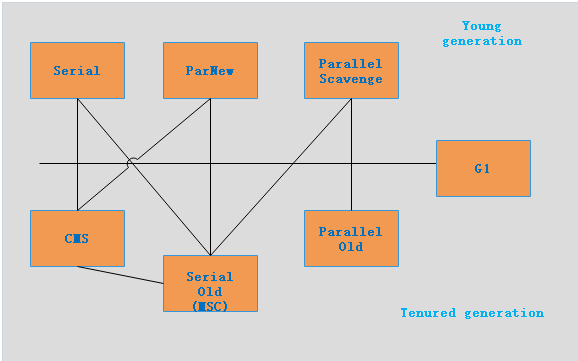 Young
generation
Serial
ParNew
Parallel
Scavenge
G1
CMS
Parallel
Old
Serial
Old
(MSC)
Tenured generation